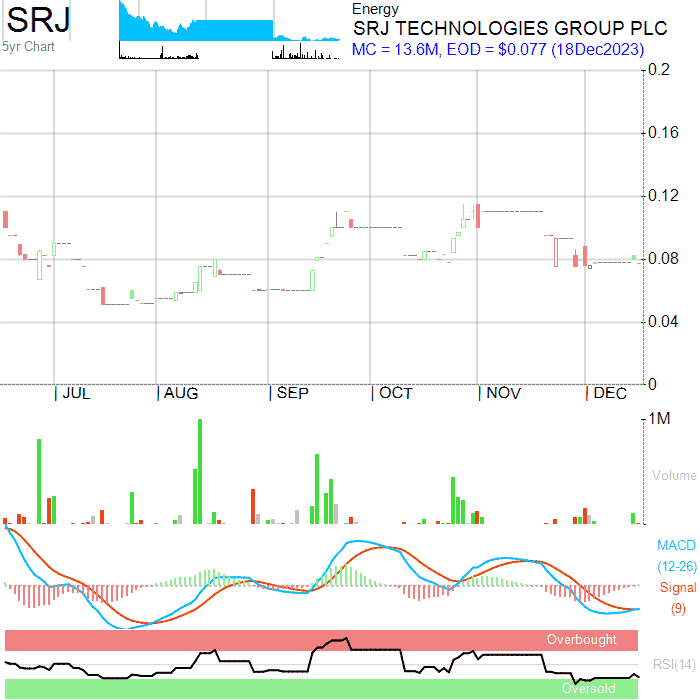 SRJ
5yr Chart
Energy
SRJ TECHNOLOGIES GROUP PLC
MC = 13.6M, EOD = $0.077 (18Dec2023)
0.2
0.16
0.12
0.08
0.04
0
JUL AUG SEP OCT NOV DEC
1M
Volume
MACD
(12-26)
Signal
(9)
Overbought
RSI(14)
Oversold